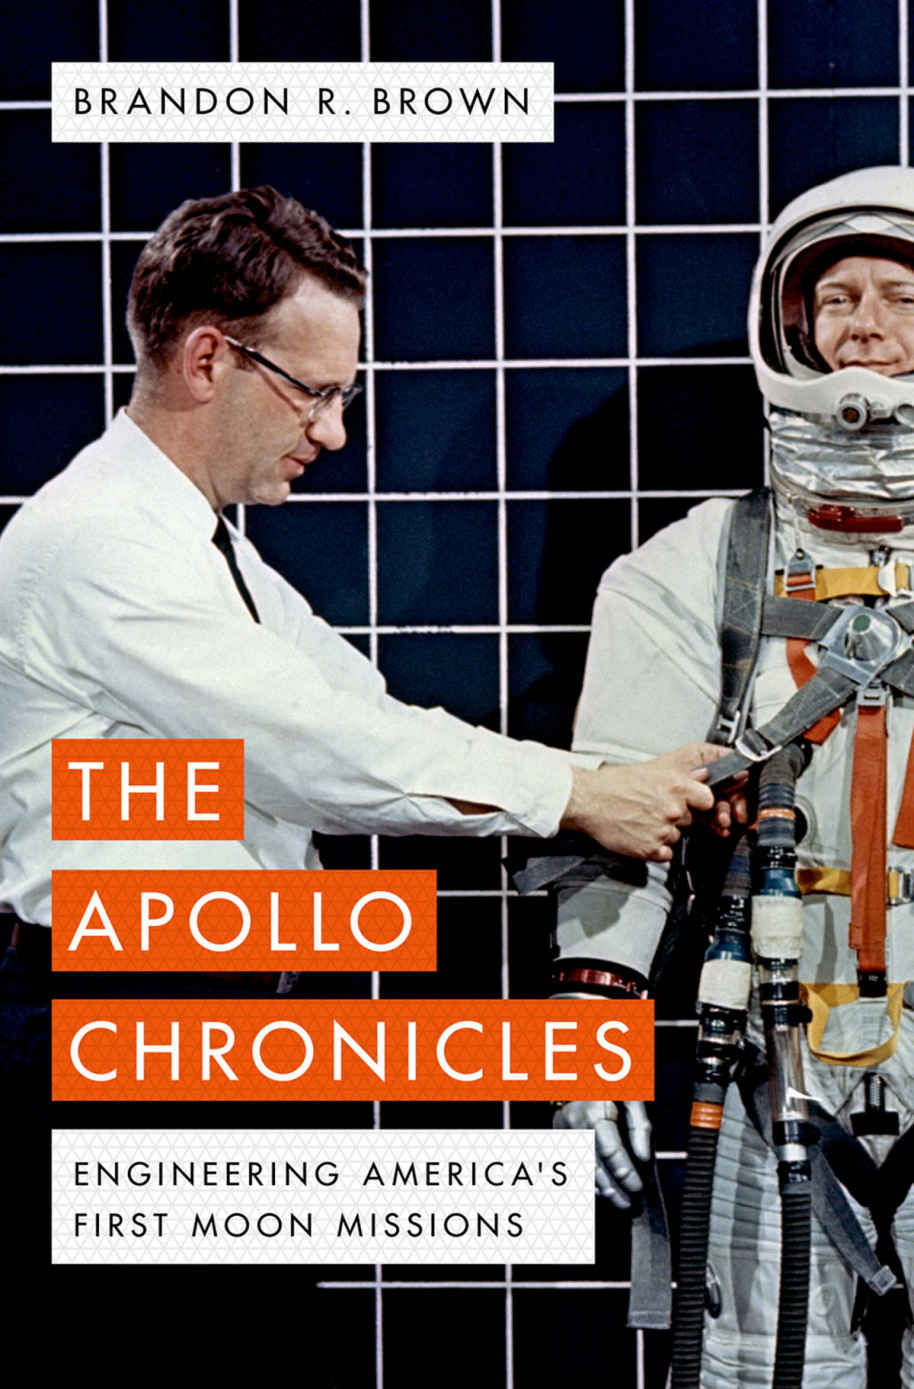 BRANDON R. BROWN
THE
APOLLO
CHRONICLES
ENGINEERING AMERICA'S
FIRST MOON MISSIONS